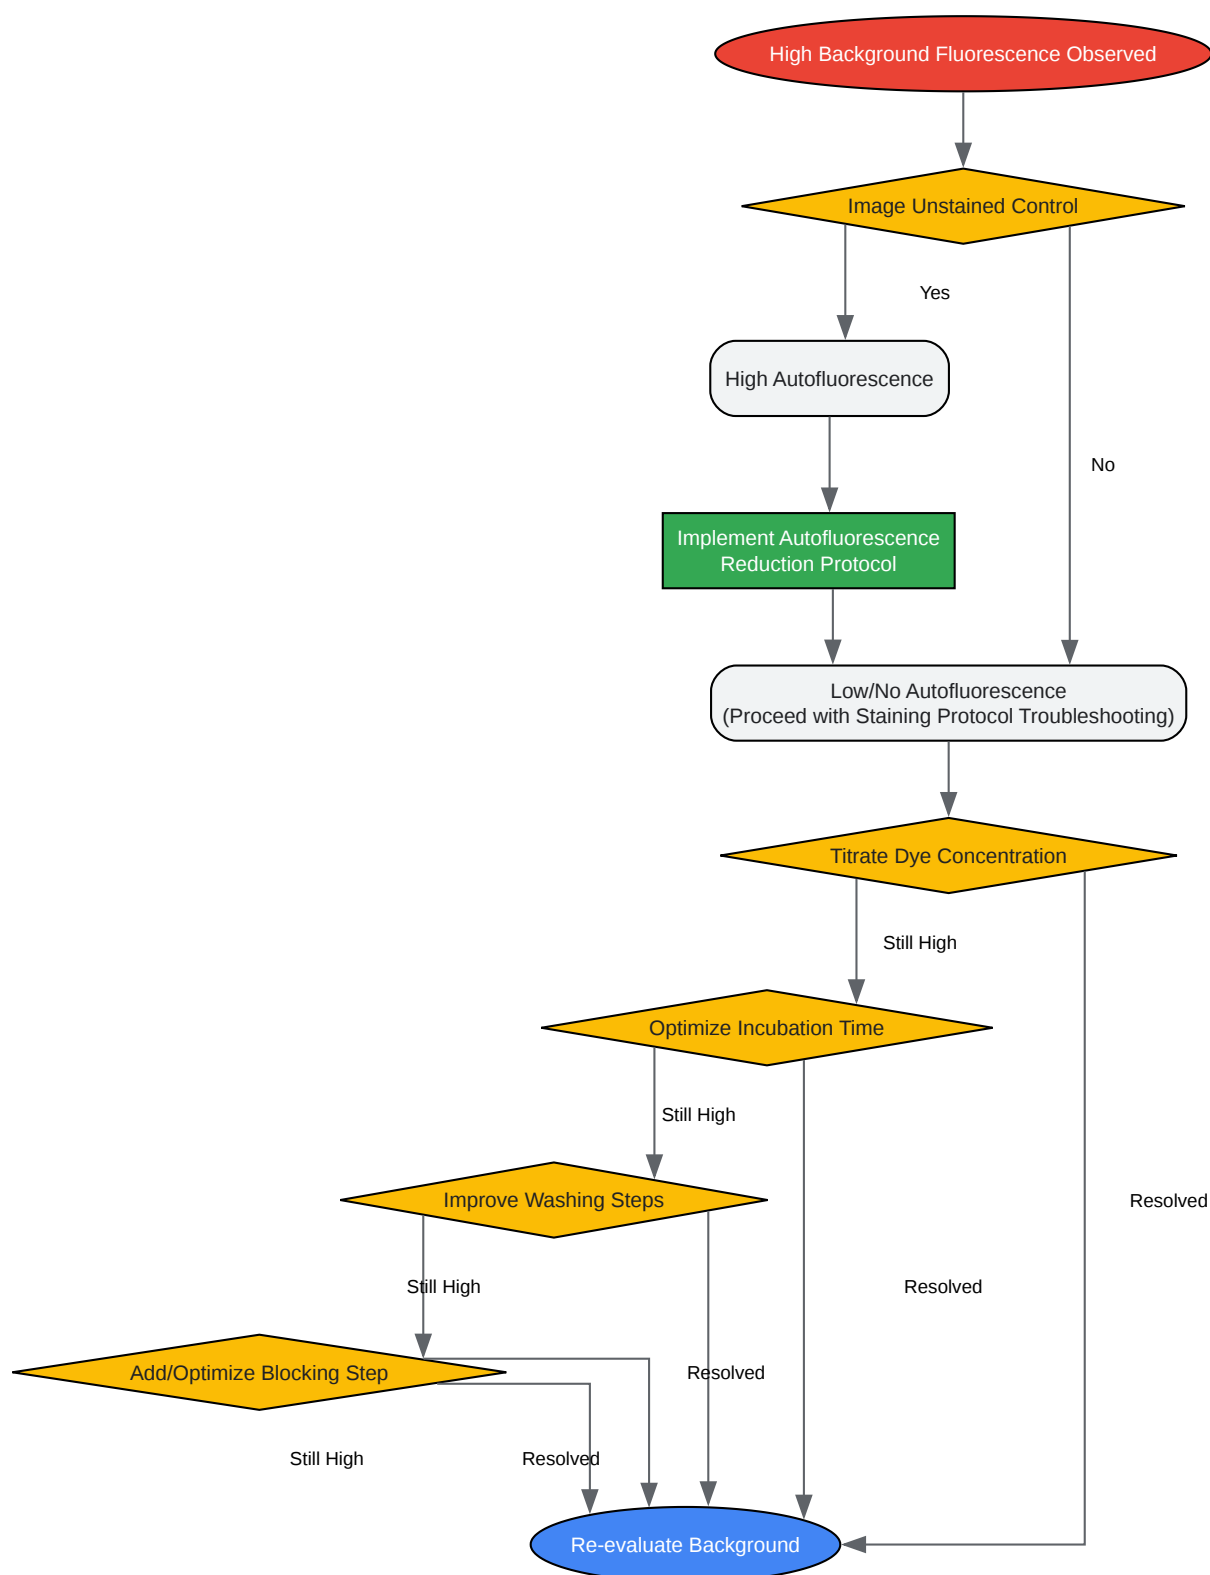 High Background Fluorescence Observed
Image Unstained Control
Yes
High Autofluorescence
No
Implement Autofluorescence
Reduction Protocol
Low/No Autofluorescence
(Proceed with Staining Protocol Troubleshooting)
Titrate Dye Concentration
Still High
Optimize Incubation Time
Still High
Improve Washing Steps
Resolved
Still High
Resolved
Add/Optimize Blocking Step
Resolved
Still High
Resolved
Re-evaluate Background